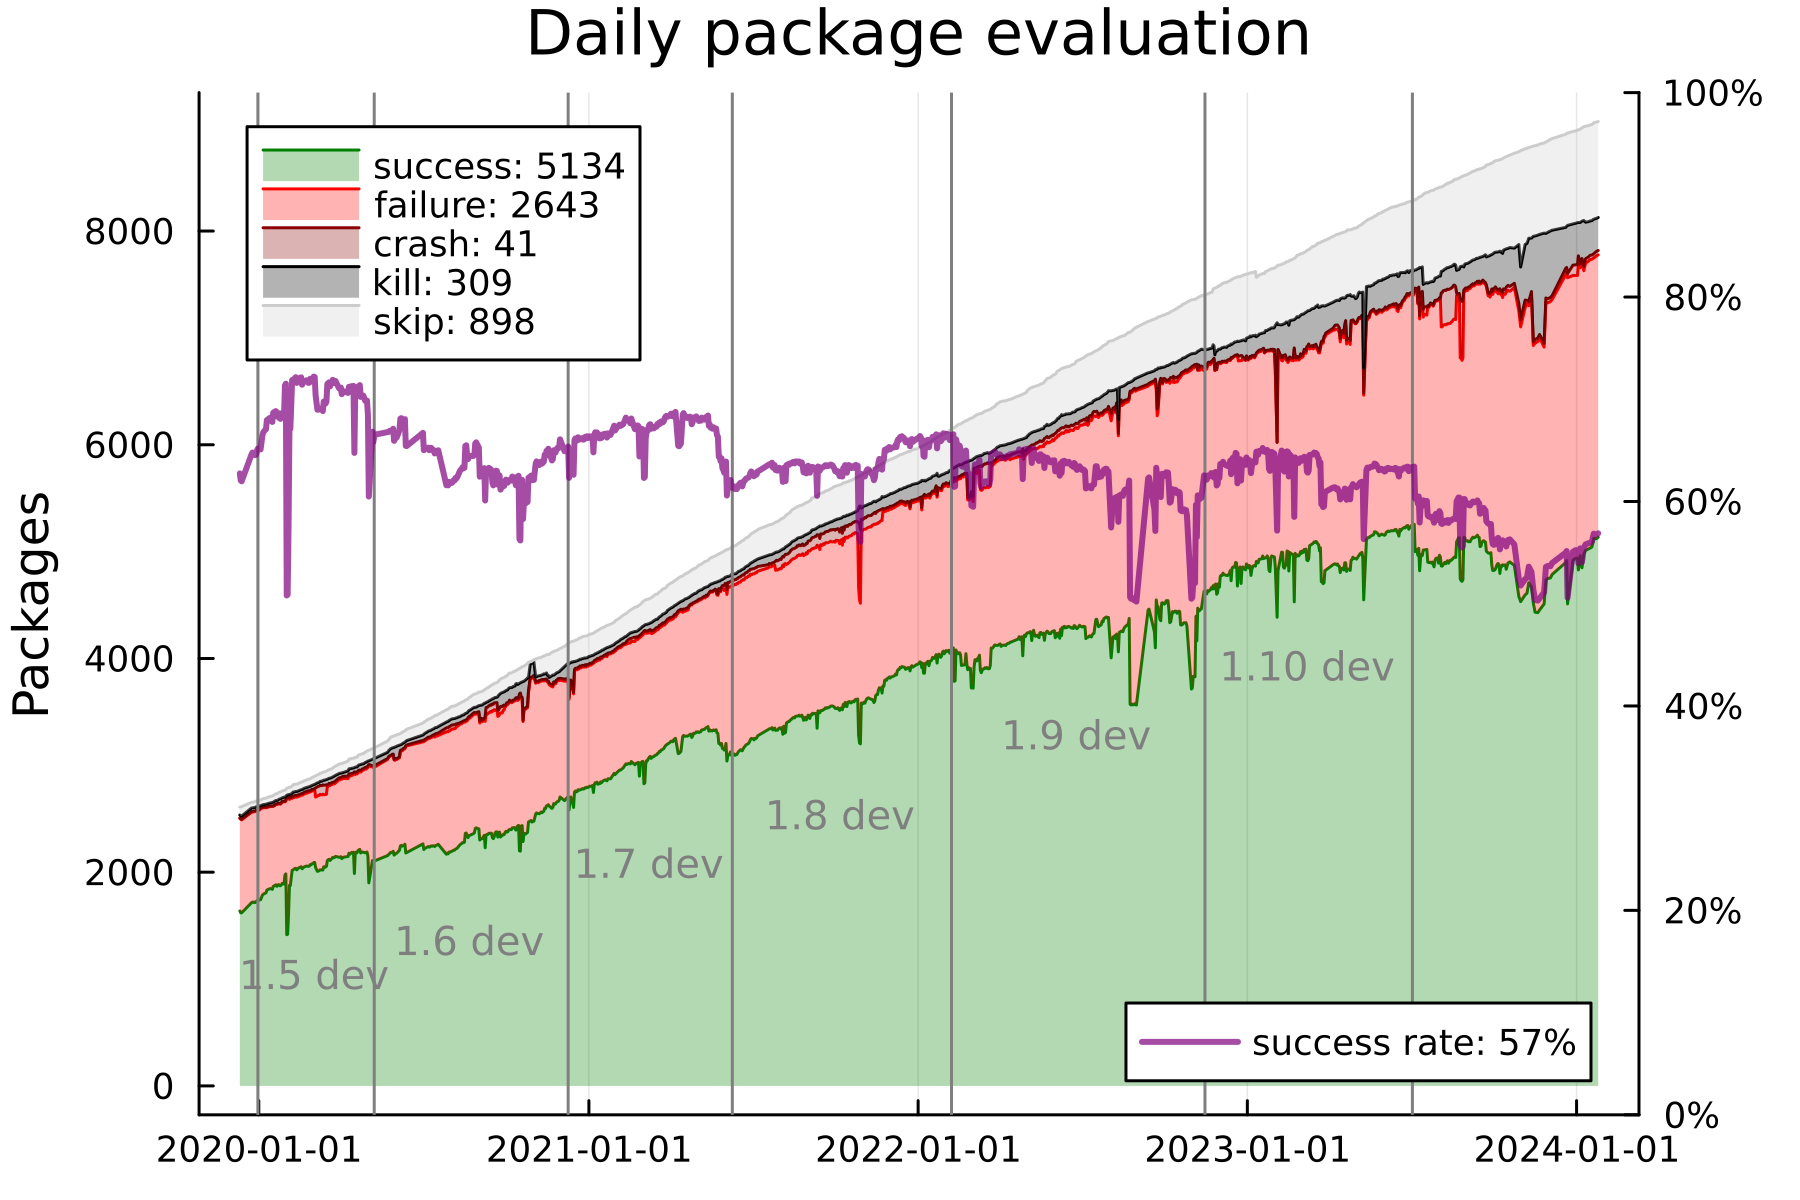 Daily package evaluation
Packages
100%
80%
60%
40%
20%
0%
8000
6000
4000
2000
0
success: 5134
failure: 2643
crash: 41
kill: 309
skip: 898
1.10 dev
1.9 dev
1.8 dev
1.7 dev
1.6 dev
1.5 dev
success rate: 57%
2020-01-01
2021-01-01
2022-01-01
2023-01-01
2024-01-01